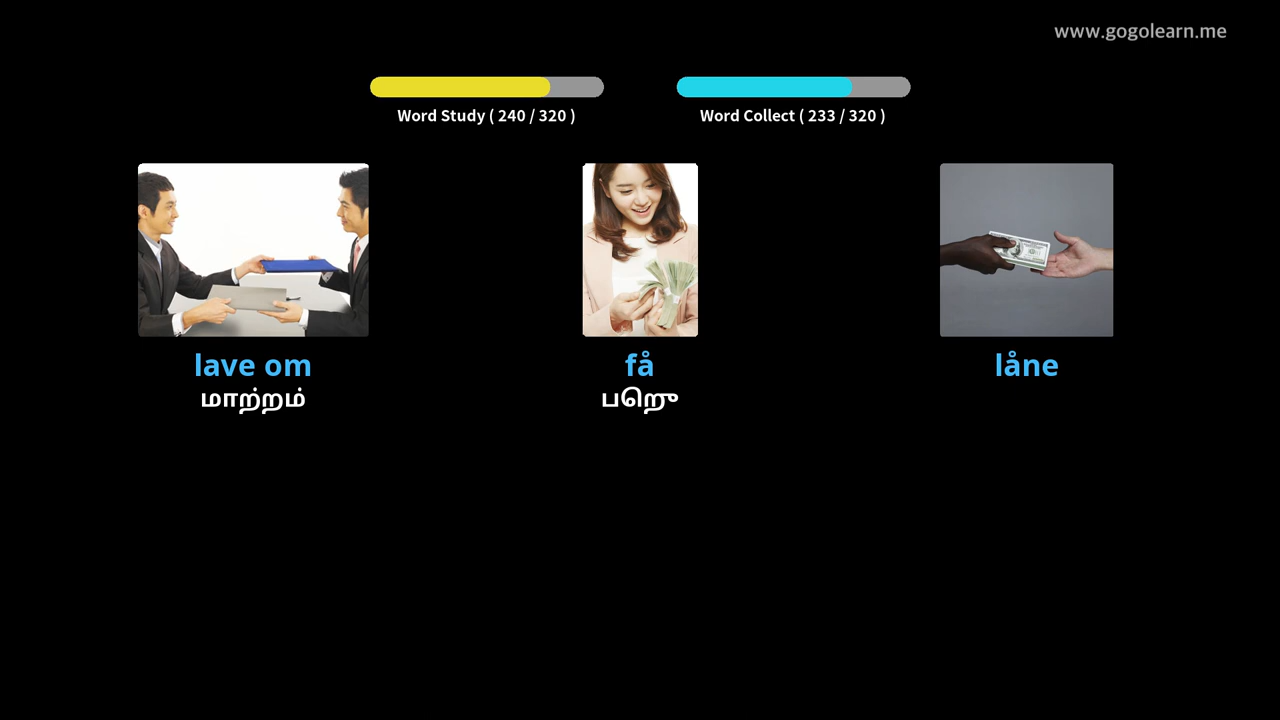 www.gogolearn.me
Word Study ( 240 / 320 )
Word Collect ( 233 / 320 )
lave om
மாற்றம்
få
பெறு
låne